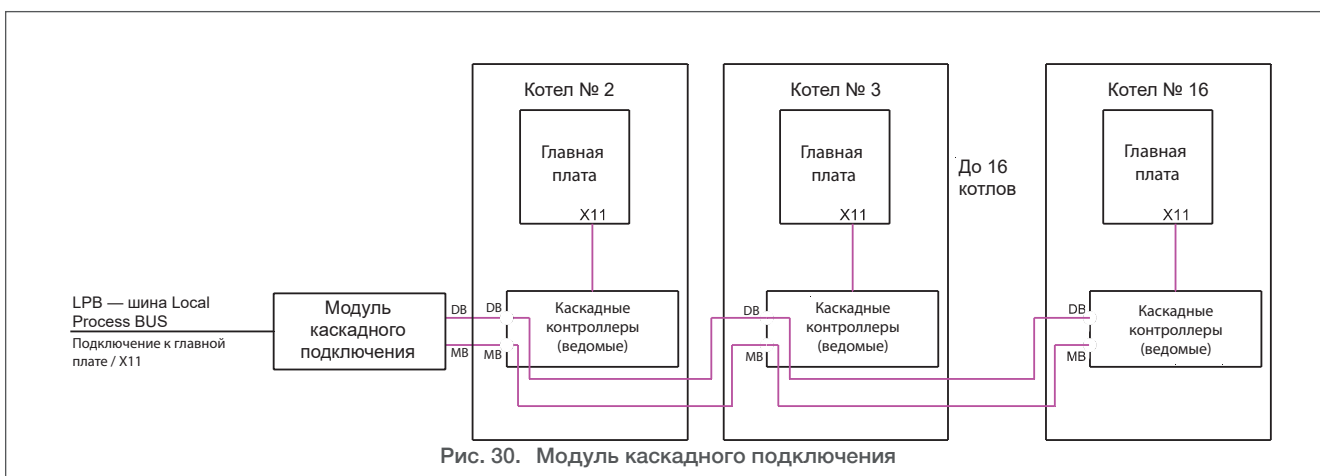 Котел № 2
Главная
плата
X11
DB
MB
Каскадные
контроллеры
(ведомые)
Котел № 3
Главная
плата
X11
DB
MB
Каскадные
контроллеры
(ведомые)
До 16
котлов
Котел № 16
Главная
плата
X11
DB
MB
Каскадные
контроллеры
(ведомые)
LPB — шина Local
Process BUS
Подключение к главной
плате / X11
Модуль
каскадного
подключения
DB
MB
Рис. 30. Модуль каскадного подключения